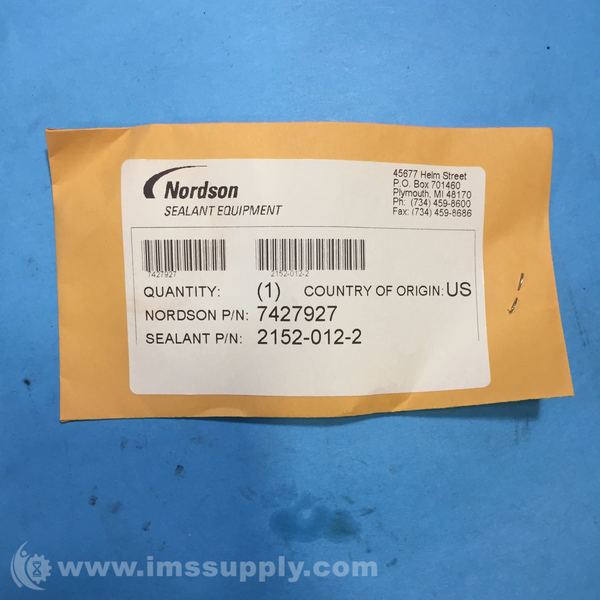 Nordson
SEALANT EQUIPMENT
45677 Helm Street
P.O. Box 701460
Plymouth, MI 48170
Ph: (734) 459-8600
Fax: (734) 459-8686
7427927
2152-012-2
QUANTITY: (1) COUNTRY OF ORIGIN: US
NORDSON P/N: 7427927
SEALANT P/N: 2152-012-2
www.imssupply.com